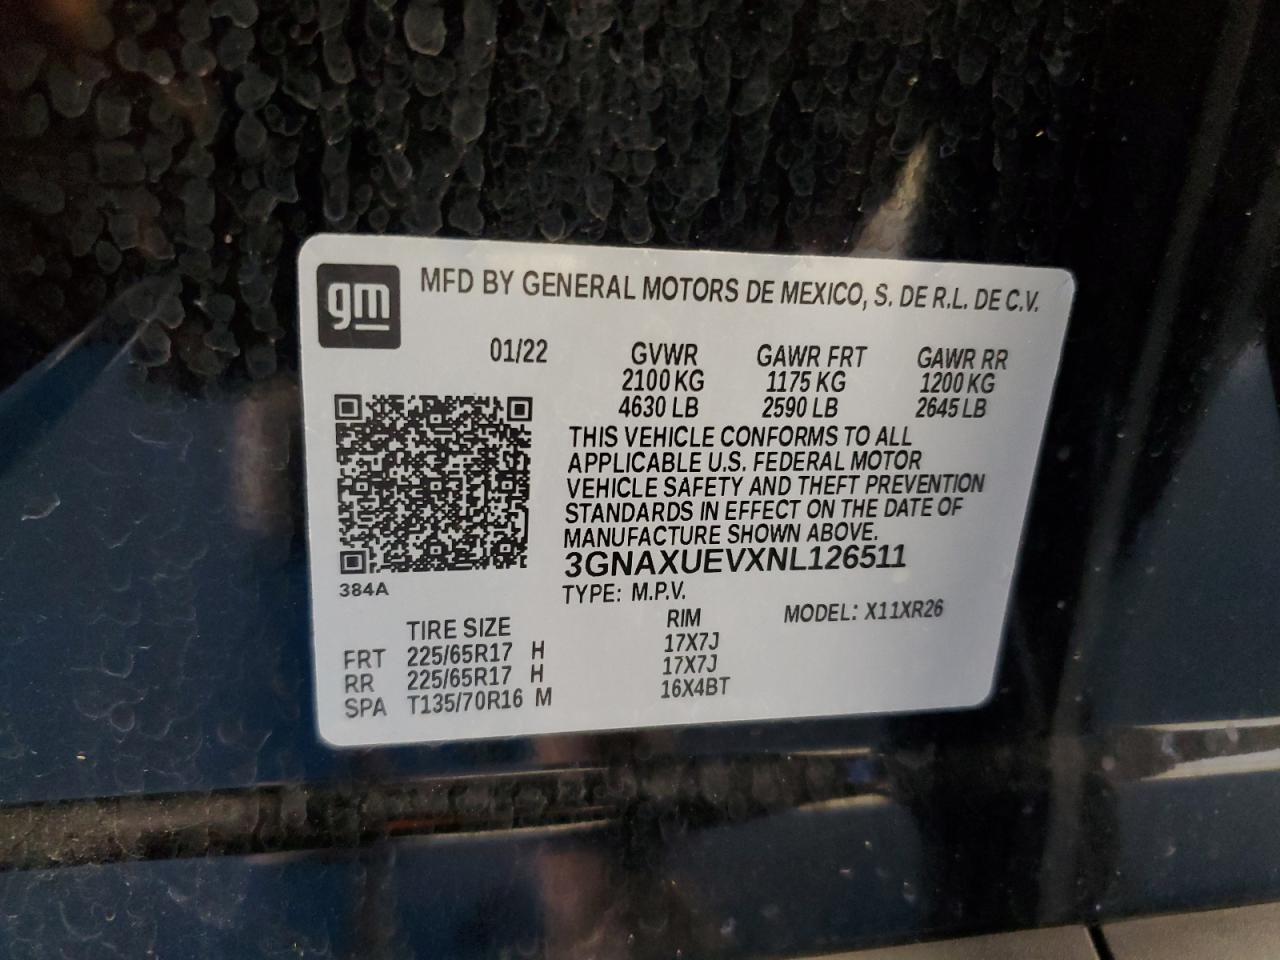 gm
MFD BY GENERAL MOTORS DE MEXICO, S. DE R.L. DE C.V.
01/22 GVWR GAWR FRT GAWR RR
2100 KG 1175 KG 1200 KG
4630 LB 2590 LB 2645 LB
THIS VEHICLE CONFORMS TO ALL
APPLICABLE U.S. FEDERAL MOTOR
VEHICLE SAFETY AND THEFT PREVENTION
STANDARDS IN EFFECT ON THE DATE OF
MANUFACTURE SHOWN ABOVE.
3GNAXUEVXNL126511
384A
TYPE: M.P.V. MODEL: X11XR26
TIRE SIZE RIM
FRT 225/65R17 H 17X7J
RR 225/65R17 H 17X7J
SPA T135/70R16 M 16X4BT